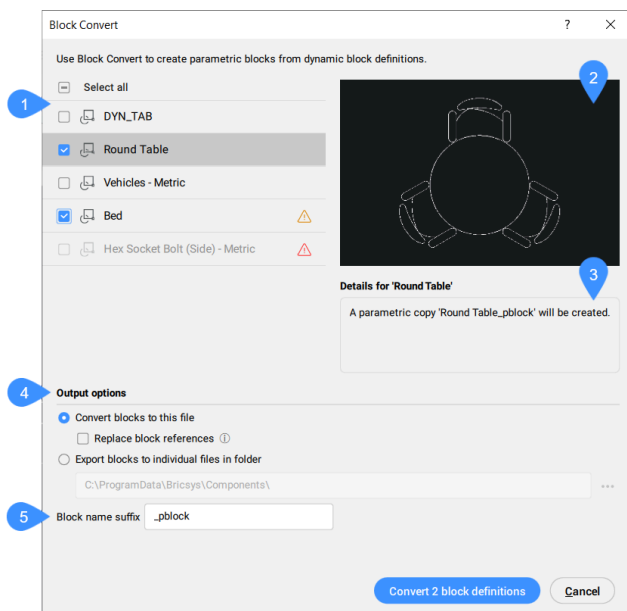 Block Convert
Use Block Convert to create parametric blocks from dynamic block definitions.
Select all
1
2
DYN_TAB
Round Table
Vehicles - Metric
Bed
Hex Socket Bolt (Side) - Metric
3
Details for 'Round Table'
A parametric copy 'Round Table_pblock' will be created.
4
Output options
Convert blocks to this file
Replace block references
Export blocks to individual files in folder
C:\ProgramData\Bricsys\Components\
...
5
Block name suffix _pblock
Convert 2 block definitions Cancel